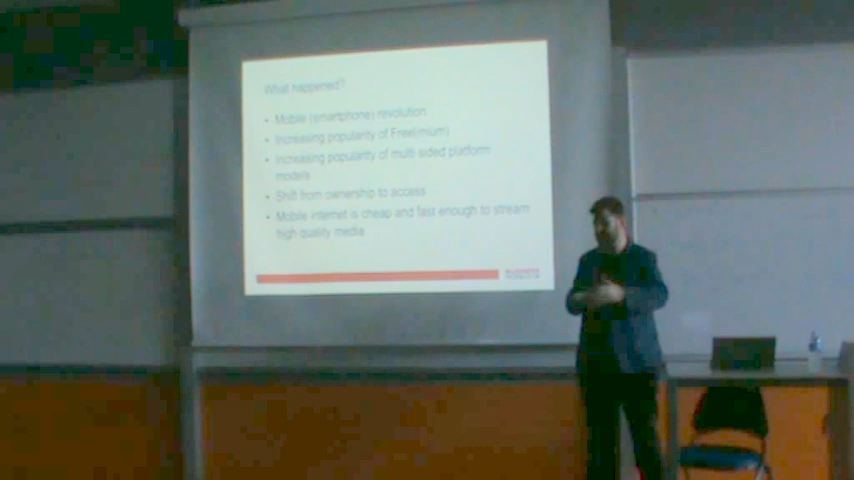 What happened?
• Mobile (smartphone) revolution
• Increasing popularity of Free(mium)
• Increasing popularity of multi sided platform
models
• Shift from ownership to access
• Mobile internet is cheap and fast enough to stream
high quality media
BUSINESS